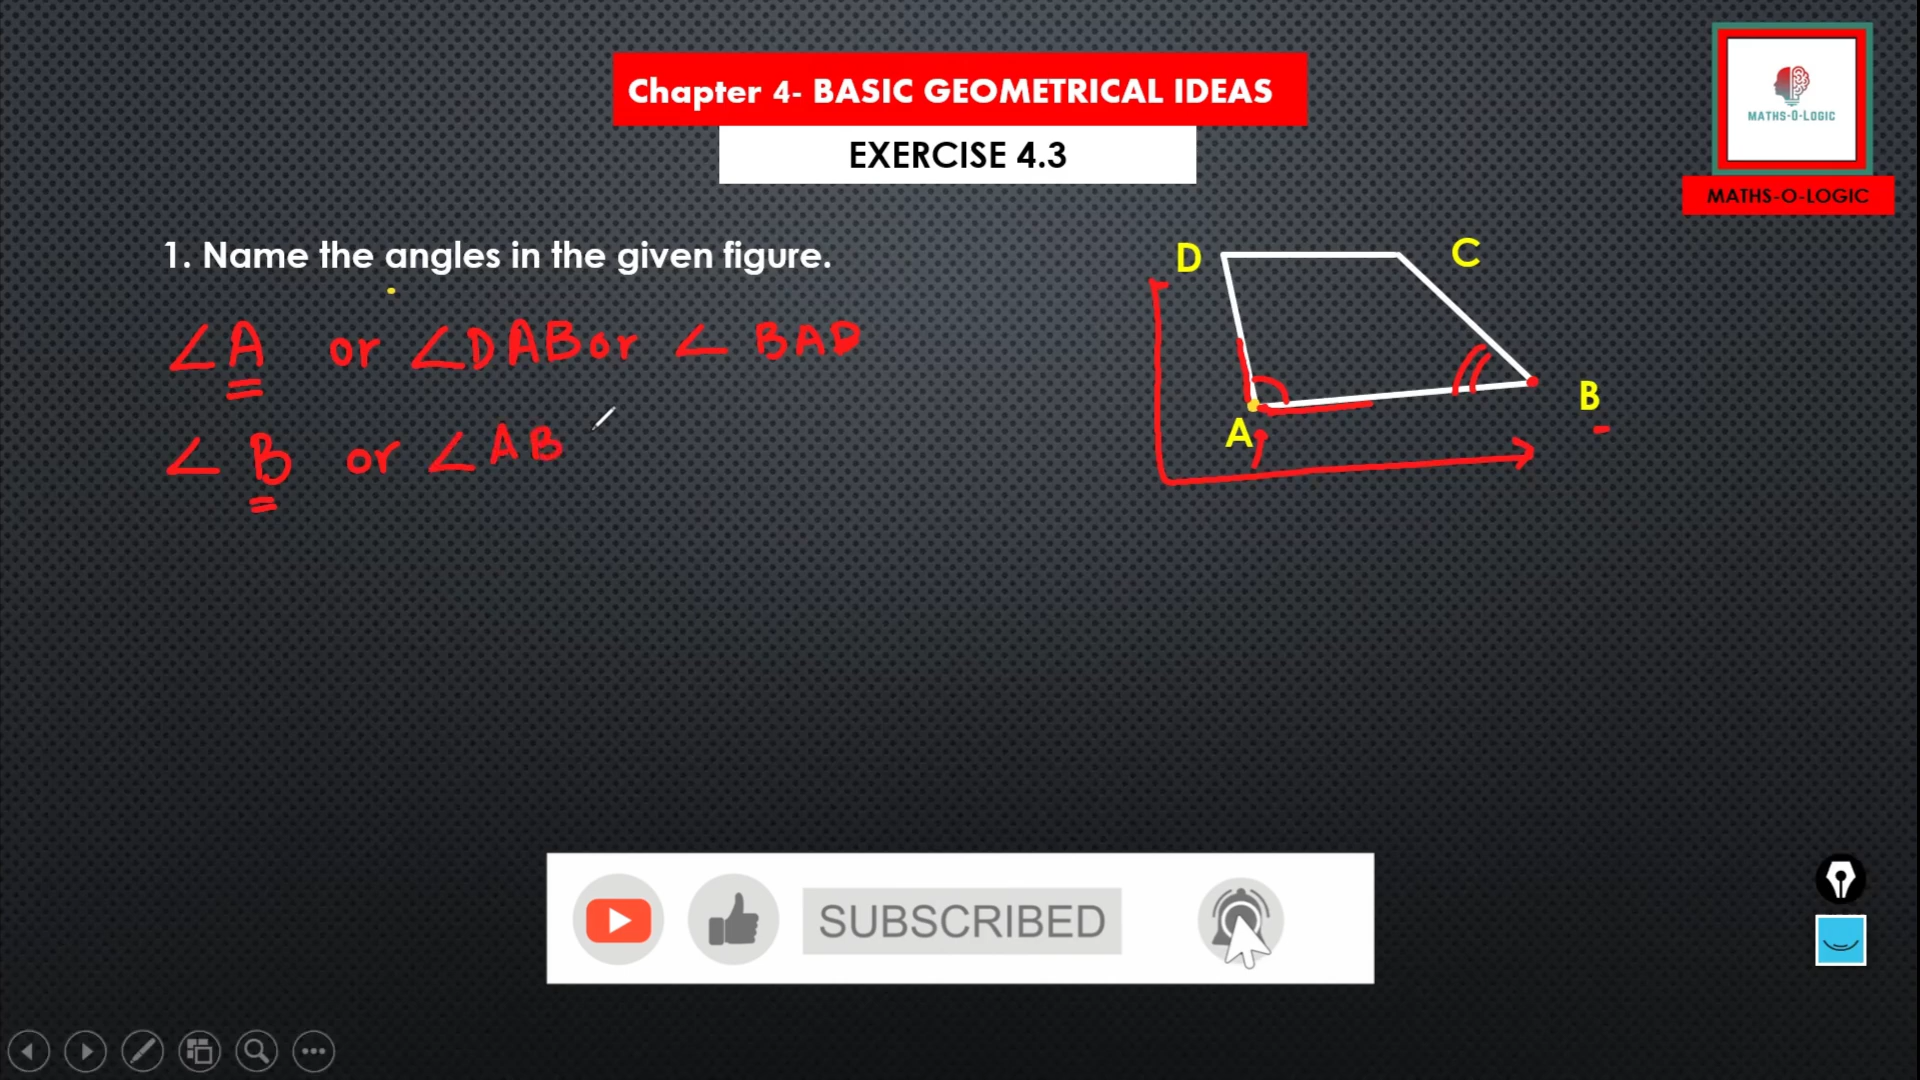 Chapter 4- BASIC GEOMETRICAL IDEAS
EXERCISE 4.3
MATHS-O-LOGIC
MATHS-O-LOGIC
1. Name the angles in the given figure.
D
C
∠A or ∠DAB or ∠ BAD
B
A
∠ B or ∠AB
SUBSCRIBED